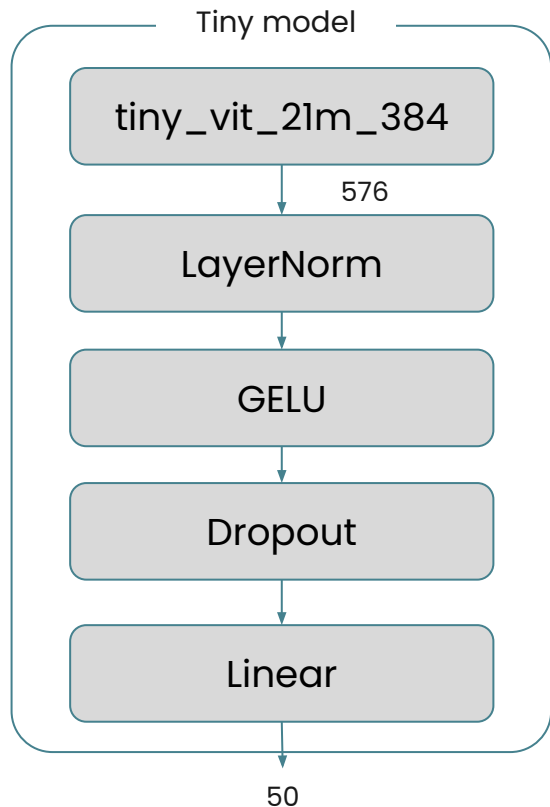 Tiny model
tiny_vit_21m_384
576
LayerNorm
GELU
Dropout
Linear
50